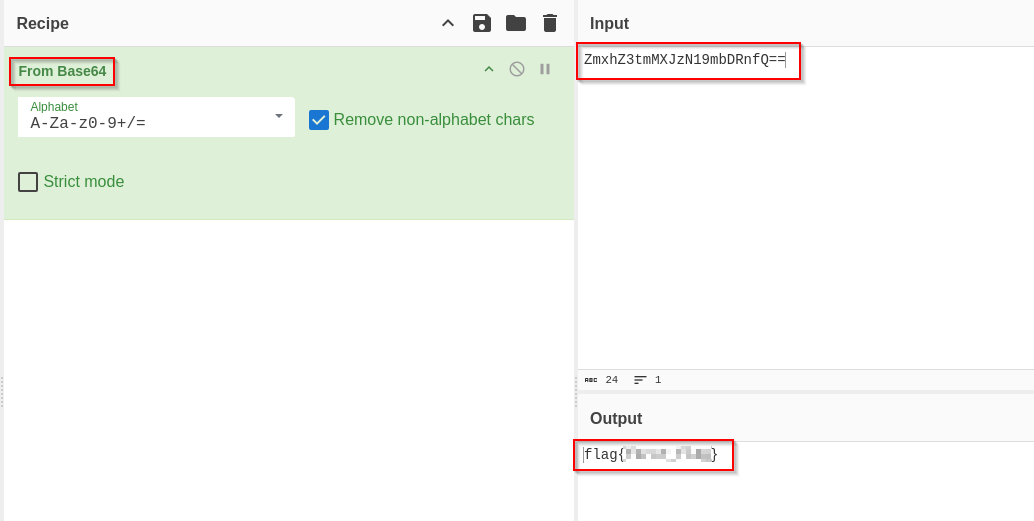 Recipe
From Base64
Alphabet
A-Za-z0-9+/=
Remove non-alphabet chars
Strict mode
Input
ZmxhZ3tmMXJzN19mbDRnfQ==
ABC 24 1
Output
flag{ }